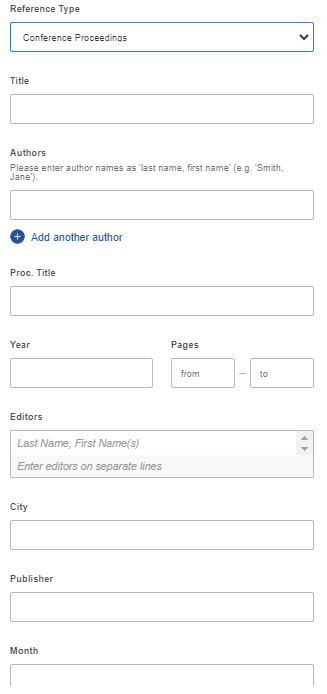 Reference Type
Conference Proceedings
Title
Authors
Please enter author names as 'last name, first name' (e.g. 'Smith,
Jane').
+ Add another author
Proc. Title
Year
Pages
from – to
Editors
Last Name, First Name(s)
Enter editors on separate lines
City
Publisher
Month